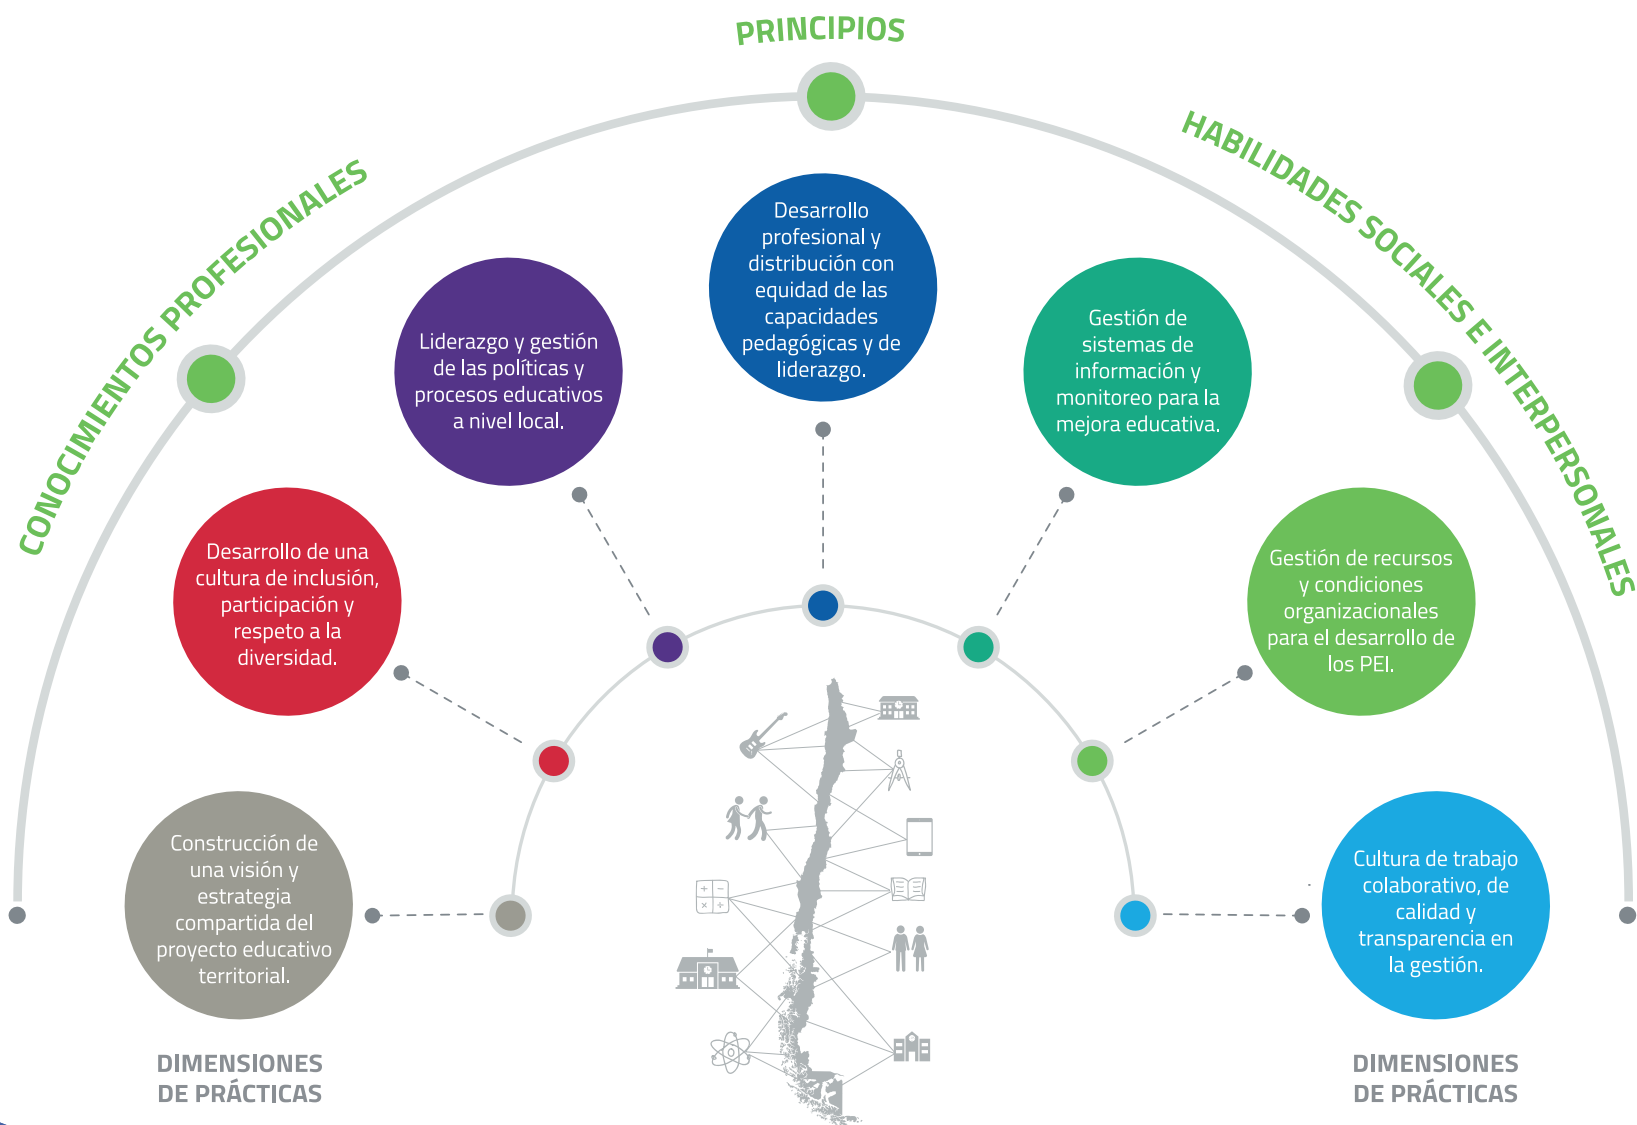 PRINCIPIOS
CONOCIMIENTOS PROFESIONALES
HABILIDADES SOCIALES E INTERPERSONALES
Construcción de
una visión y
estrategia
compartida del
proyecto educativo
territorial.
Desarrollo de una
cultura de inclusión,
participación y
respeto a la
diversidad.
Liderazgo y gestión
de las políticas y
procesos educativos
a nivel local.
Desarrollo
profesional y
distribución con
equidad de las
capacidades
pedagógicas y de
liderazgo.
Gestión de
sistemas de
información y
monitoreo para la
mejora educativa.
Gestión de recursos
y condiciones
organizacionales
para el desarrollo de
los PEI.
Cultura de trabajo
colaborativo, de
calidad y
transparencia en
la gestión.
DIMENSIONES
DE PRÁCTICAS
DIMENSIONES
DE PRÁCTICAS